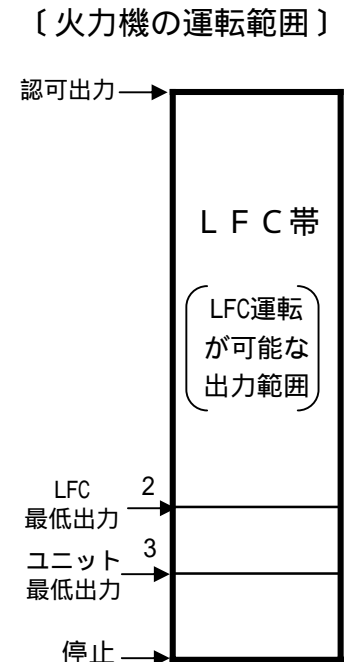 〔火力機の運転範囲〕
認可出力
ＬＦＣ帯
LFC運転
が可能な
出力範囲
LFC 2
最低出力
ユニット 3
最低出力
停止